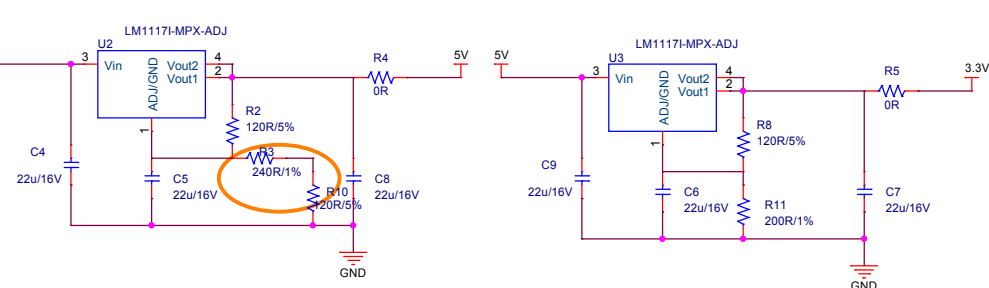 LM1117I-MPX-ADJ
U2
3
Vin
ADJ/GND
Vout2
Vout1
4
2
1
R4
0R
5V
R2
120R/5%
R3
240R/1%
R10
120R/5%
C4
22u/16V
C5
22u/16V
C8
22u/16V
GND
5V
LM1117I-MPX-ADJ
U3
3
Vin
ADJ/GND
Vout2
Vout1
4
2
1
R5
0R
3.3V
R8
120R/5%
C9
22u/16V
C6
22u/16V
R11
200R/1%
C7
22u/16V
GND